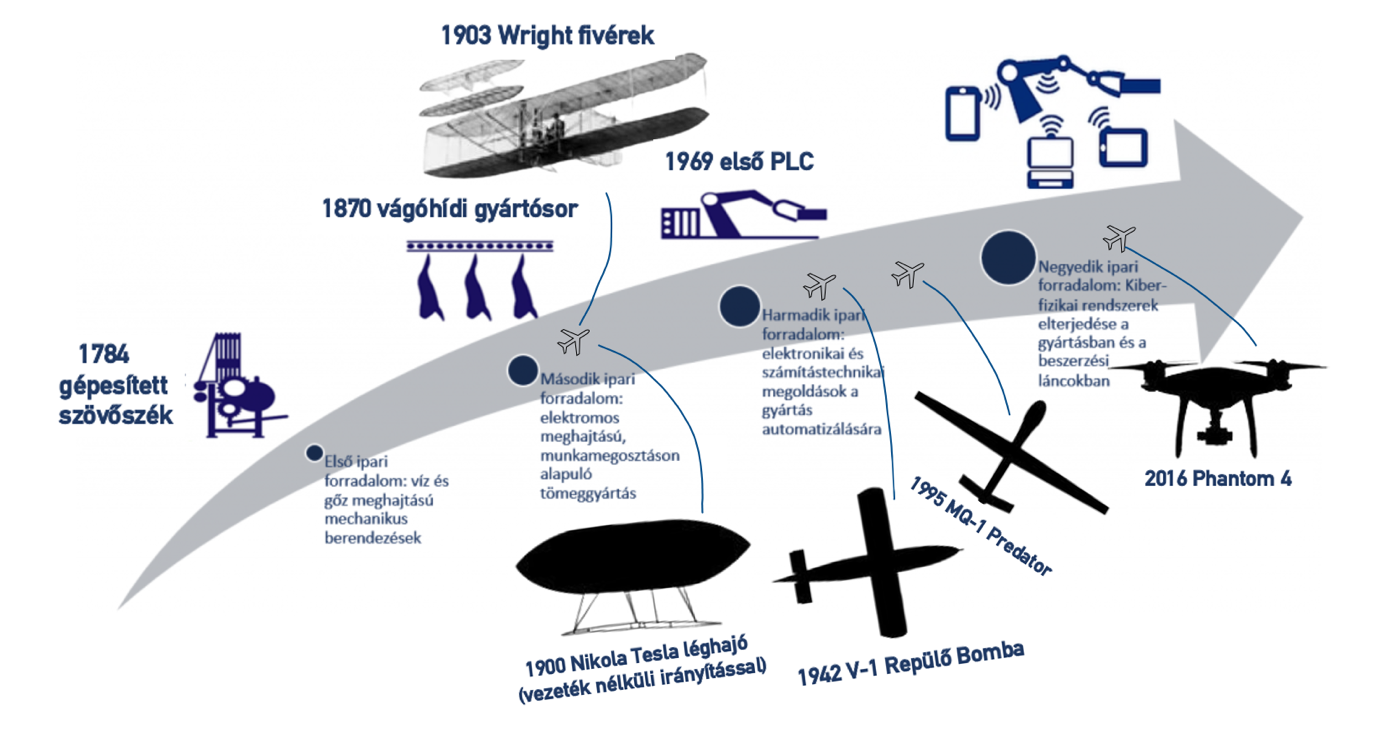 1903 Wright fivérek
1969 első PLC
1870 vágóhídi gyártósor
1784
gépesített
szövőszék
Első ipari
forradalom: víz és
gőz meghajtású
mechanikus
berendezések
Második ipari
forradalom:
elektromos
meghajtású,
munkamegosztáson
alapuló
tömeggyártás
Harmadik ipari
forradalom:
elektronikai és
számítástechnikai
megoldások a
gyártás
automatizálására
Negyedik ipari
forradalom: Kiber-
fizikai rendszerek
elterjedése a
gyártásban és a
beszerzési
láncokban
1900 Nikola Tesla léghajó
(vezeték nélküli irányítással)
1942 V-1 Repülő Bomba
1995 MQ-1 Predator
2016 Phantom 4